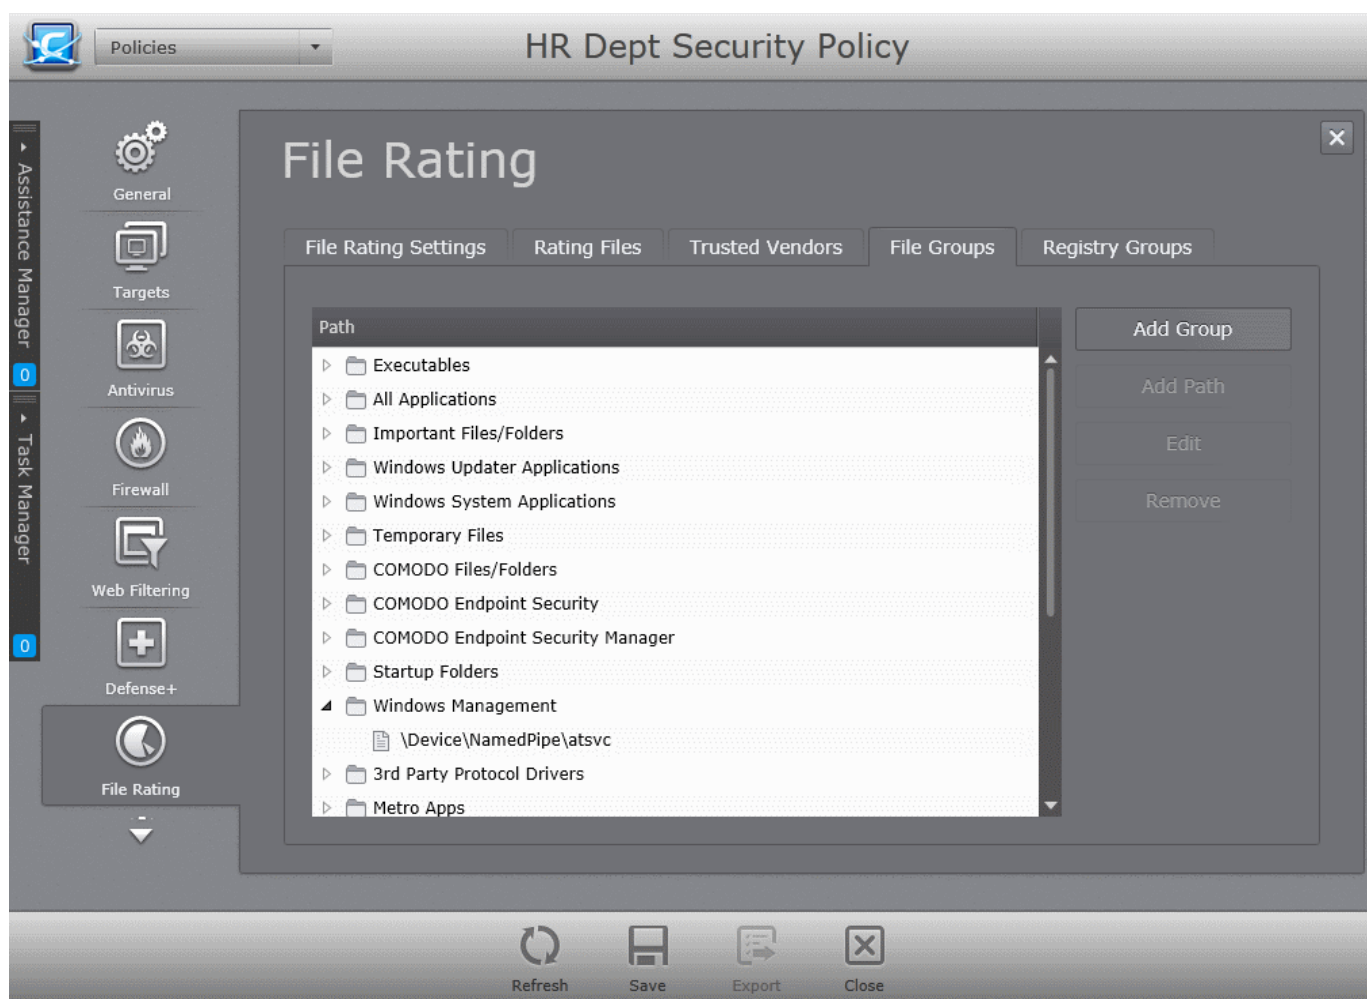 Policies
HR Dept Security Policy
Assistance Manager
0
Task Manager
0
General
Targets
Antivirus
Firewall
Web Filtering
Defense+
File Rating
File Rating
File Rating Settings
Rating Files
Trusted Vendors
File Groups
Registry Groups
Path
Executables
All Applications
Important Files/Folders
Windows Updater Applications
Windows System Applications
Temporary Files
COMODO Files/Folders
COMODO Endpoint Security
COMODO Endpoint Security Manager
Startup Folders
Windows Management
\Device\NamedPipe\atsvc
3rd Party Protocol Drivers
Metro Apps
Add Group
Add Path
Edit
Remove
Refresh
Save
Export
Close